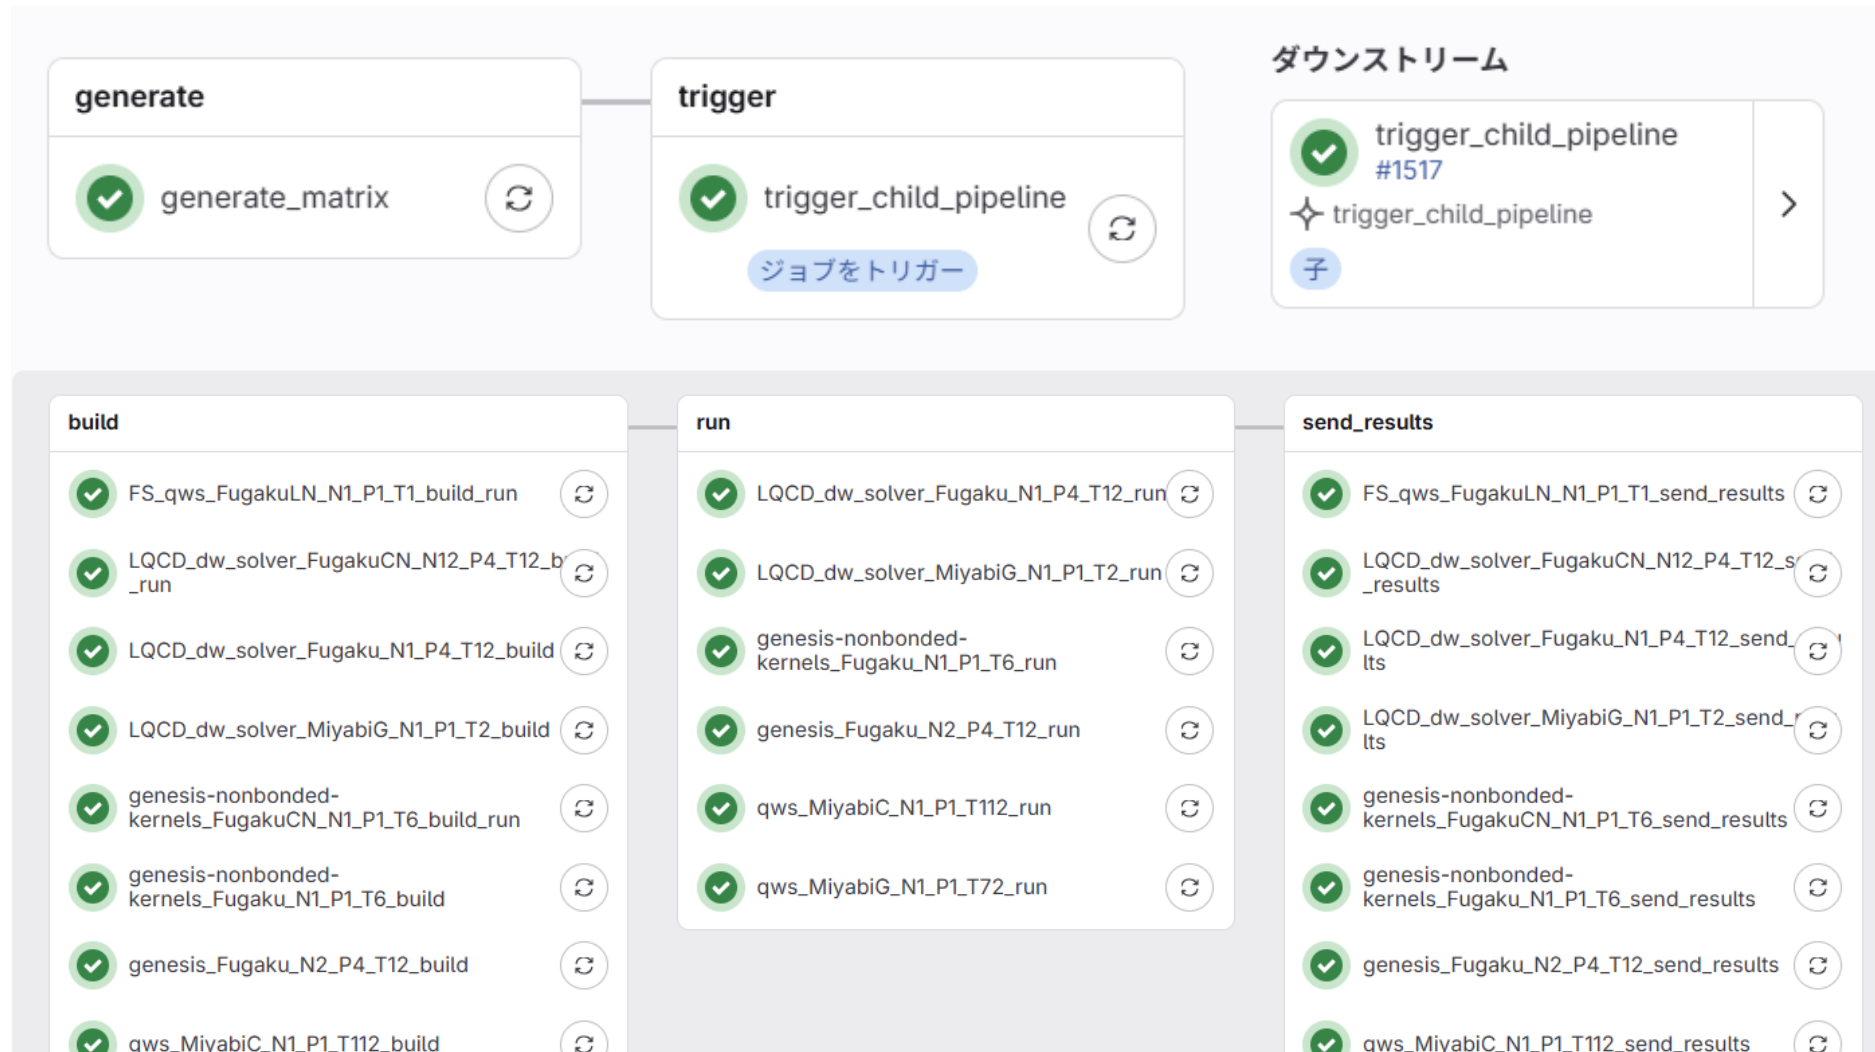 generate
generate_matrix
trigger
trigger_child_pipeline
ジョブをトリガー
ダウンストリーム
trigger_child_pipeline
#1517
trigger_child_pipeline
子
build
FS_qws_FugakuLN_N1_P1_T1_build_run
LQCD_dw_solver_FugakuCN_N12_P4_T12_b
_run
LQCD_dw_solver_Fugaku_N1_P4_T12_build
LQCD_dw_solver_MiyabiG_N1_P1_T2_build
genesis-nonbonded-
kernels_FugakuCN_N1_P1_T6_build_run
genesis-nonbonded-
kernels_Fugaku_N1_P1_T6_build
genesis_Fugaku_N2_P4_T12_build
qws_MiyabiC_N1_P1_T112_build
run
LQCD_dw_solver_Fugaku_N1_P4_T12_run
LQCD_dw_solver_MiyabiG_N1_P1_T2_run
genesis-nonbonded-
kernels_Fugaku_N1_P1_T6_run
genesis_Fugaku_N2_P4_T12_run
qws_MiyabiC_N1_P1_T112_run
qws_MiyabiG_N1_P1_T72_run
send_results
FS_qws_FugakuLN_N1_P1_T1_send_results
LQCD_dw_solver_FugakuCN_N12_P4_T12_s
_results
LQCD_dw_solver_Fugaku_N1_P4_T12_send_
lts
LQCD_dw_solver_MiyabiG_N1_P1_T2_send_
lts
genesis-nonbonded-
kernels_FugakuCN_N1_P1_T6_send_results
genesis-nonbonded-
kernels_Fugaku_N1_P1_T6_send_results
genesis_Fugaku_N2_P4_T12_send_results
qws_MiyabiC_N1_P1_T112_send_results